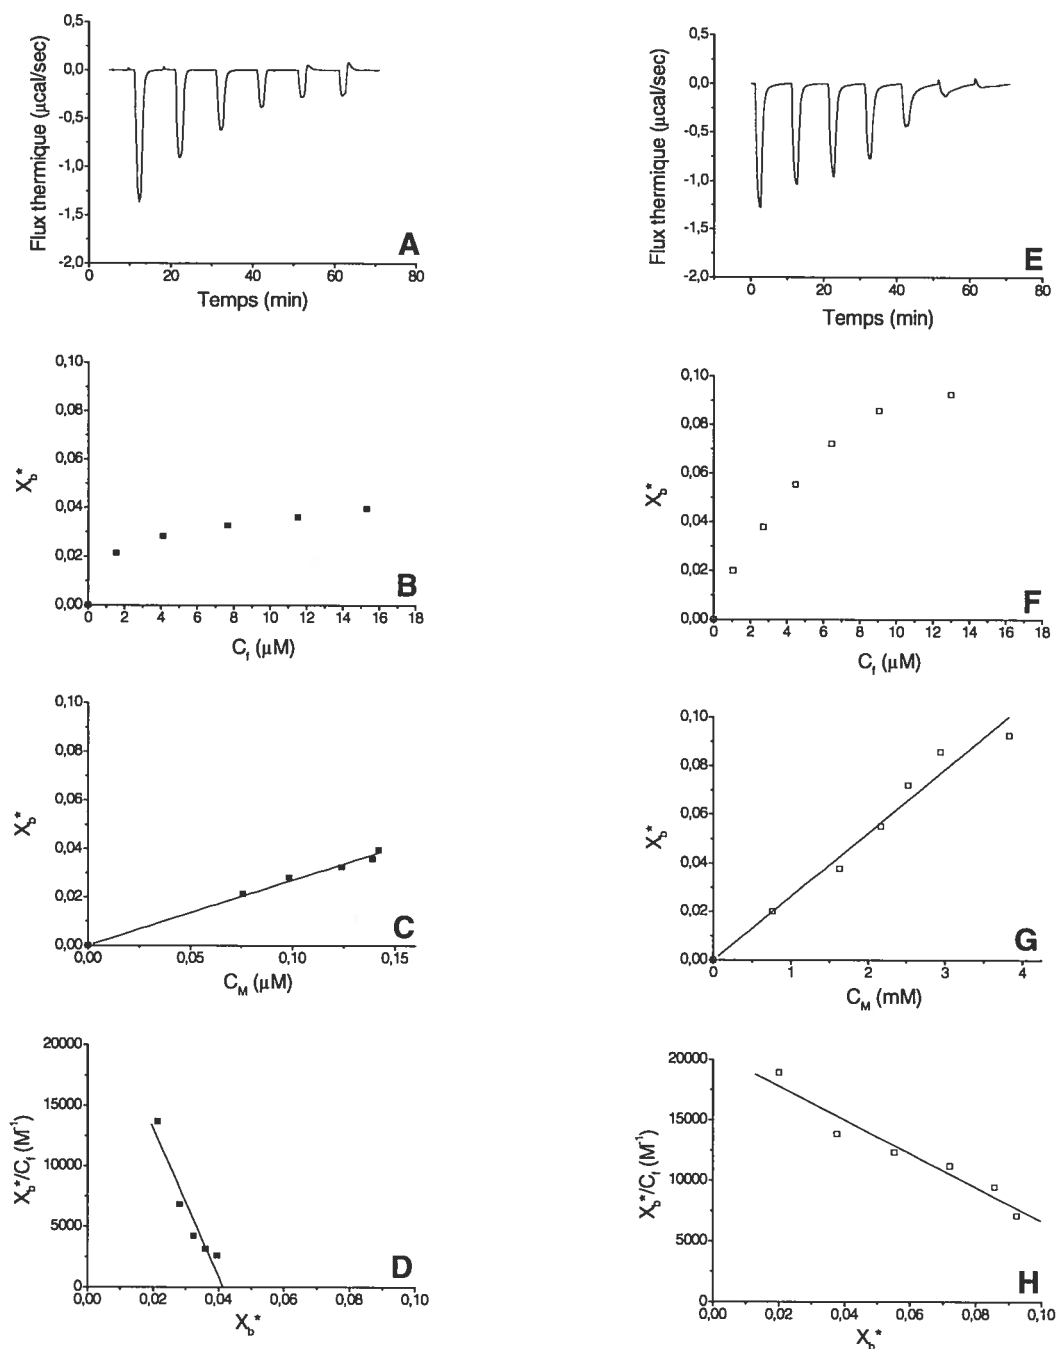 0,5
0,0
-0,5
-1,0
-1,5
-2,0
Flux thermique (µcal/sec)
0 20 40 60 80
Temps (min)
A
0,5
0,0
-0,5
-1,0
-1,5
-2,0
Flux thermique (µcal/sec)
0 20 40 60 80
Temps (min)
E
0,10
0,08
0,06
0,04
0,02
0,00
X_b*
0 2 4 6 8 10 12 14 16 18
C_f (µM)
B
0,10
0,08
0,06
0,04
0,02
0,00
X_b*
0 2 4 6 8 10 12 14 16 18
C_f (µM)
F
0,10
0,08
0,06
0,04
0,02
0,00
X_b*
0,00 0,05 0,10 0,15
C_M (µM)
C
0,10
0,08
0,06
0,04
0,02
0,00
X_b*
0 1 2 3 4
C_M (mM)
G
20000
15000
10000
5000
0
X_b*/C_f (M⁻¹)
0,00 0,02 0,04 0,06 0,08 0,10
X_b*
D
20000
15000
10000
5000
0
X_b*/C_f (M⁻¹)
0,00 0,02 0,04 0,06 0,08 0,10
X_b*
H